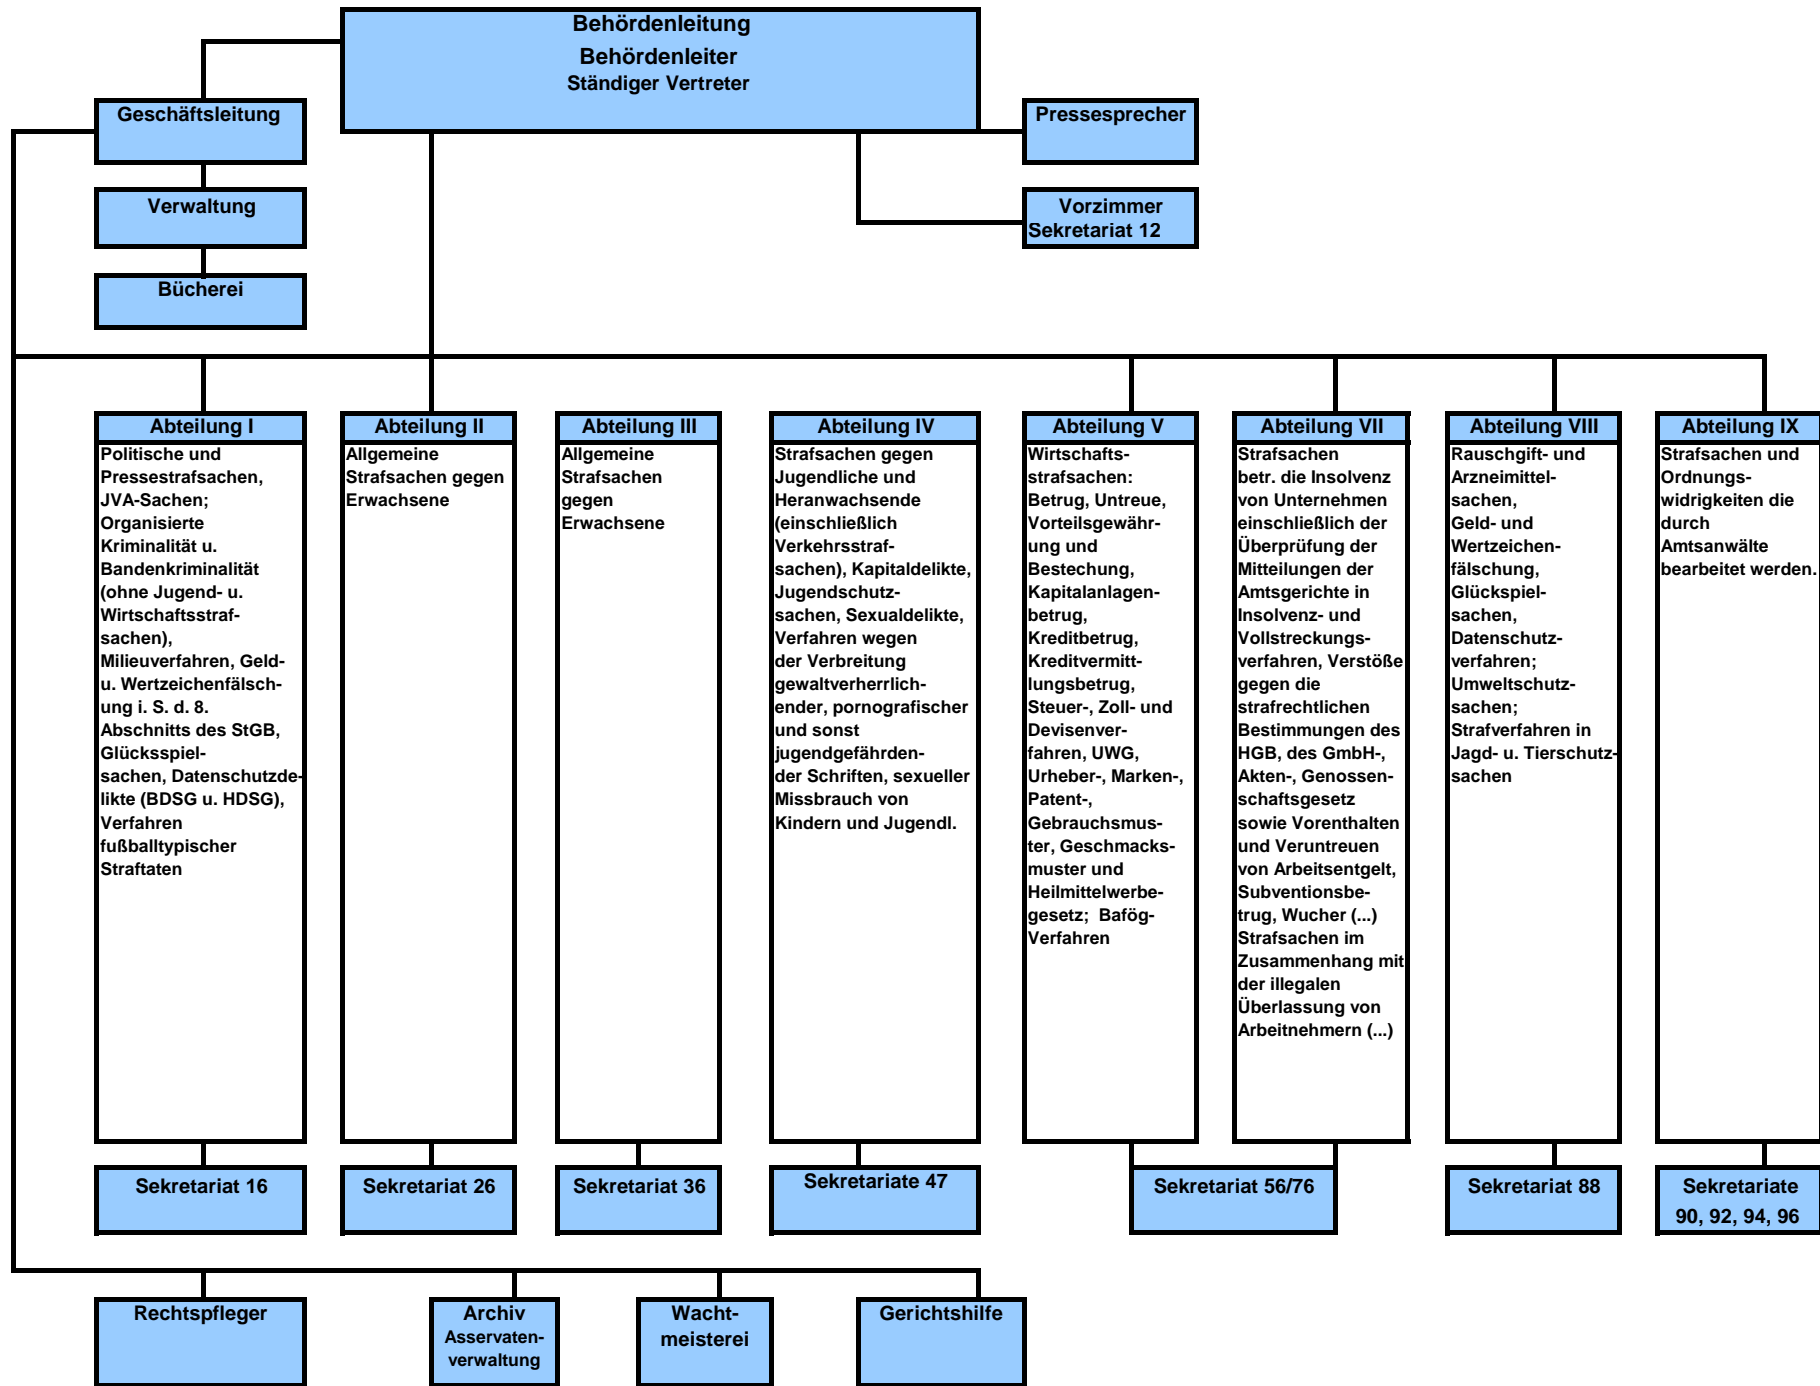 Behördenleitung
Behördenleiter
Ständiger Vertreter
Geschäftsleitung
Pressesprecher
Verwaltung
Vorzimmer
Sekretariat 12
Bücherei
Abteilung I
Politische und
Pressestrafsachen,
JVA-Sachen;
Organisierte
Kriminalität u.
Bandenkriminalität
(ohne Jugend- u.
Wirtschaftsstraf-
sachen),
Milieuverfahren, Geld-
u. Wertzeichenfälsch-
ung i. S. d. 8.
Abschnitts des StGB,
Glücksspiel-
sachen, Datenschutzde-
likte (BDSG u. HDSG),
Verfahren
fußballtypischer
Straftaten
Abteilung II
Allgemeine
Strafsachen gegen
Erwachsene
Abteilung III
Allgemeine
Strafsachen
gegen
Erwachsene
Abteilung IV
Strafsachen gegen
Jugendliche und
Heranwachsende
(einschließlich
Verkehrsstraf-
sachen), Kapitaldelikte,
Jugendschutz-
sachen, Sexualdelikte,
Verfahren wegen
der Verbreitung
gewaltverherrlich-
ender, pornografischer
und sonst
jugendgefährden-
der Schriften, sexueller
Missbrauch von
Kindern und Jugendl.
Abteilung V
Wirtschafts-
strafsachen:
Betrug, Untreue,
Vorteilsgewähr-
ung und
Bestechung,
Kapitalanlagen-
betrug,
Kreditbetrug,
Kreditvermitt-
lungsbetrug,
Steuer-, Zoll- und
Devisenver-
fahren, UWG,
Urheber-, Marken-,
Patent-,
Gebrauchsmus-
ter, Geschmacks-
muster und
Heilmittelwerbe-
gesetz;  Bafög-
Verfahren
Abteilung VII
Strafsachen
betr. die Insolvenz
von Unternehmen
einschließlich der
Überprüfung der
Mitteilungen der
Amtsgerichte in
Insolvenz- und
Vollstreckungs-
verfahren, Verstöße
gegen die
strafrechtlichen
Bestimmungen des
HGB, des GmbH-,
Akten-, Genossen-
schaftsgesetz
sowie Vorenthalten
und Veruntreuen
von Arbeitsentgelt,
Subventionsbe-
trug, Wucher (...)
Strafsachen im
Zusammenhang mit
der illegalen
Überlassung von
Arbeitnehmern (...)
Abteilung VIII
Rauschgift- und
Arzneimittel-
sachen,
Geld- und
Wertzeichen-
fälschung,
Glückspiel-
sachen,
Datenschutz-
verfahren;
Umweltschutz-
sachen;
Strafverfahren in
Jagd- u. Tierschutz-
sachen
Abteilung IX
Strafsachen und
Ordnungs-
widrigkeiten die
durch
Amtsanwälte
bearbeitet werden.
Sekretariat 16
Sekretariat 26
Sekretariat 36
Sekretariate 47
Sekretariat 56/76
Sekretariat 88
Sekretariate
90, 92, 94, 96
Rechtspfleger
Archiv
Asservaten-
verwaltung
Wacht-
meisterei
Gerichtshilfe